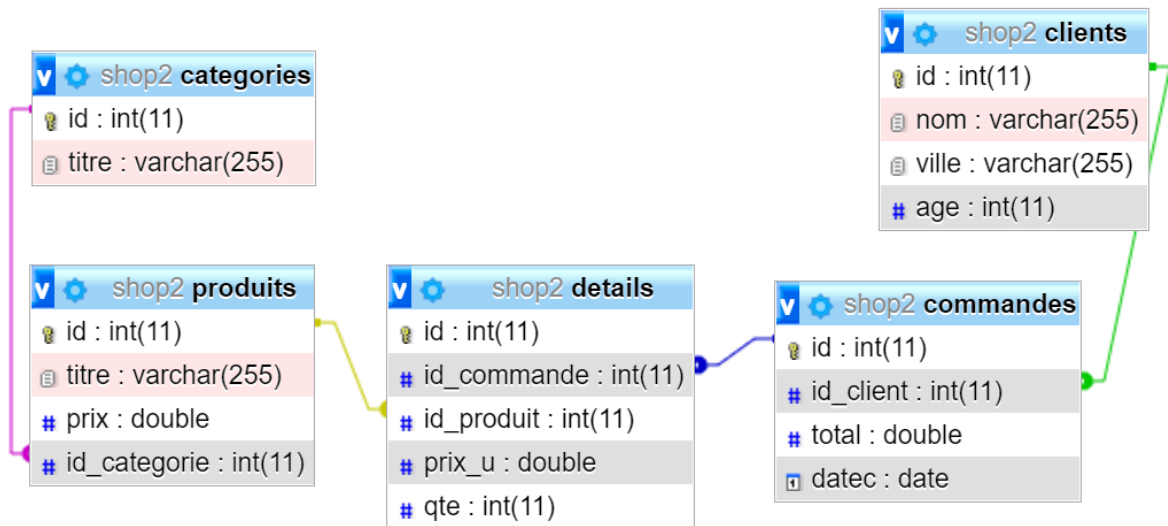 v shop2 categories
id : int(11)
titre : varchar(255)
v shop2 clients
id : int(11)
nom : varchar(255)
ville : varchar(255)
# age : int(11)
v shop2 produits
id : int(11)
titre : varchar(255)
# prix : double
# id_categorie : int(11)
v shop2 details
id : int(11)
# id_commande : int(11)
# id_produit : int(11)
# prix_u : double
# qte : int(11)
v shop2 commandes
id : int(11)
# id_client : int(11)
# total : double
datec : date